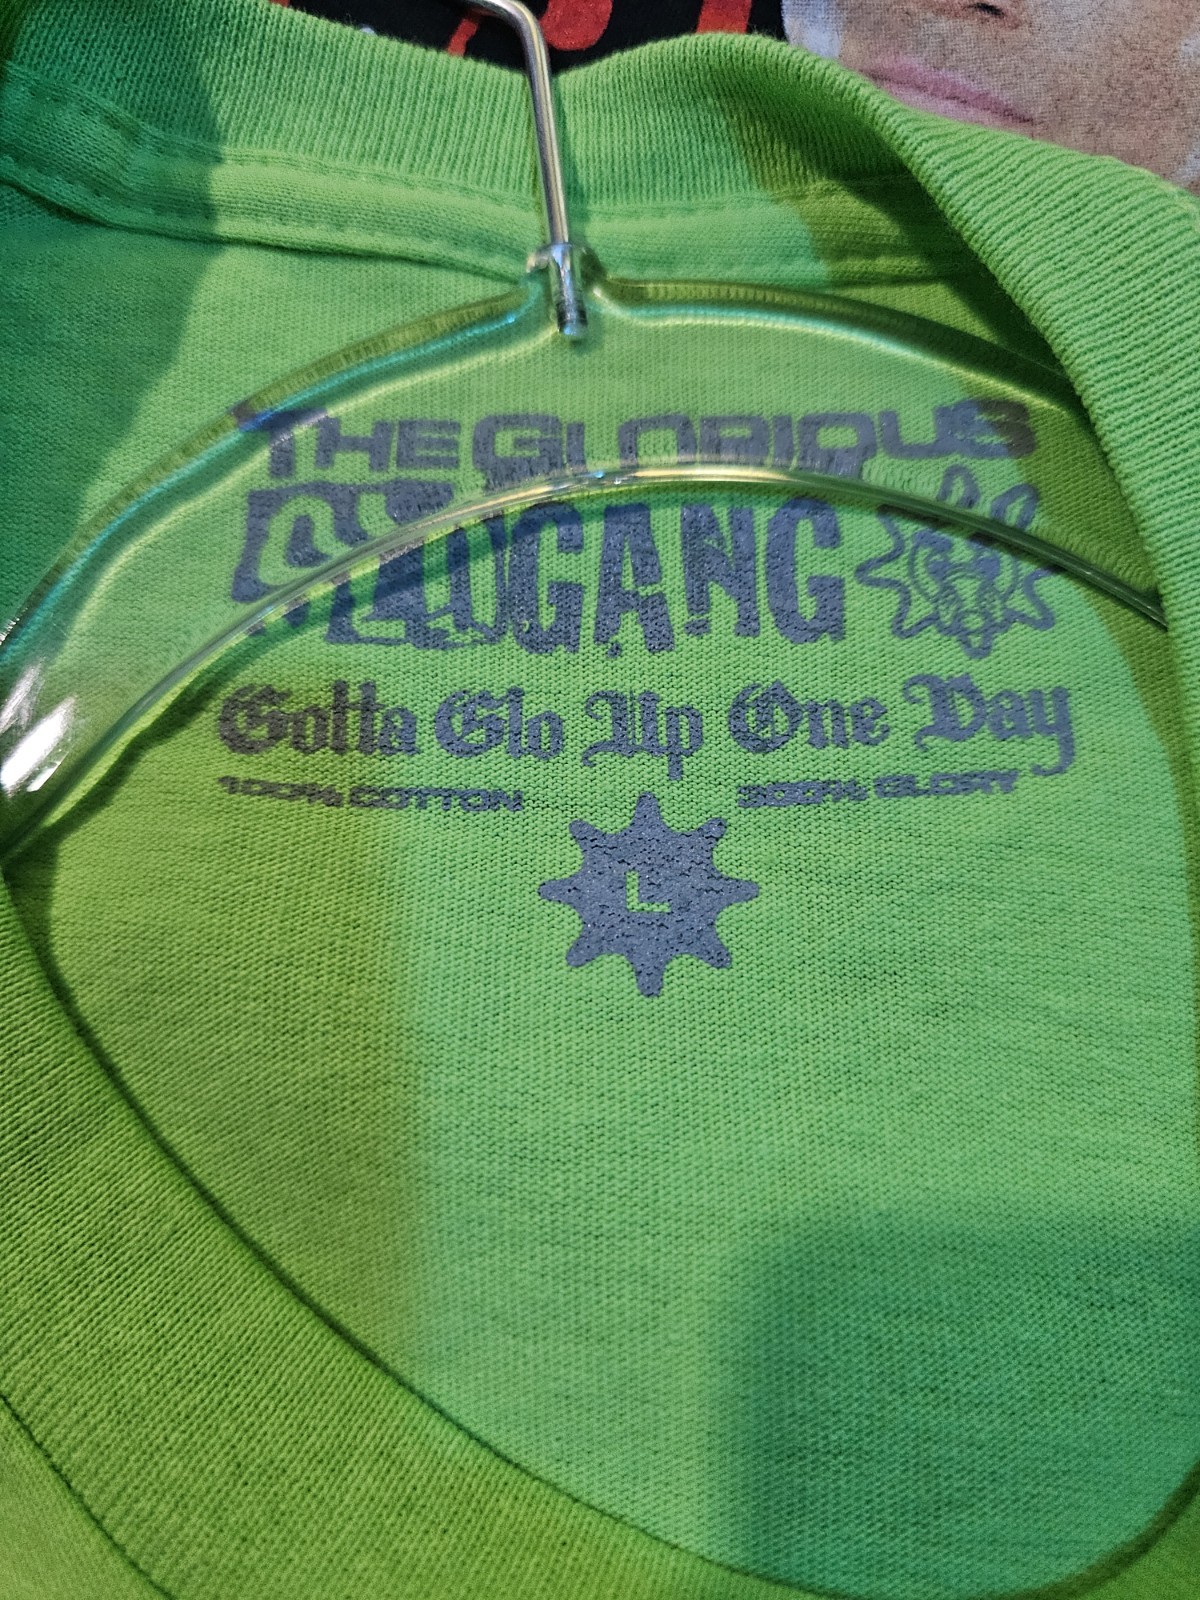 THE GLORIOUS
GLOGANG
Gotta Glo Up One Day
100% COTTON 300% GLORY
L